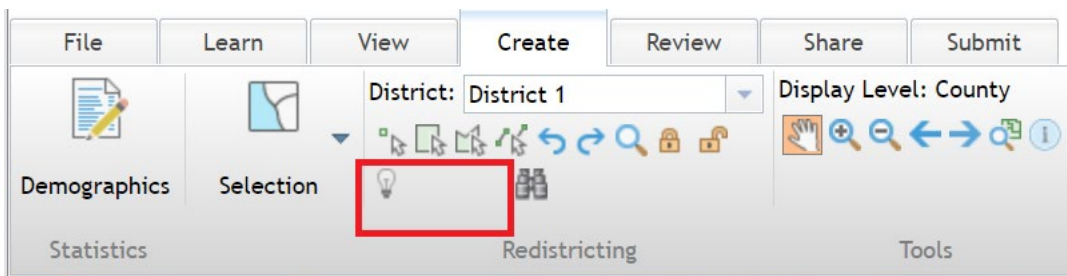 File Learn View Create Review Share Submit
District: District 1
Display Level: County
Demographics
Selection
Statistics
Redistricting
Tools